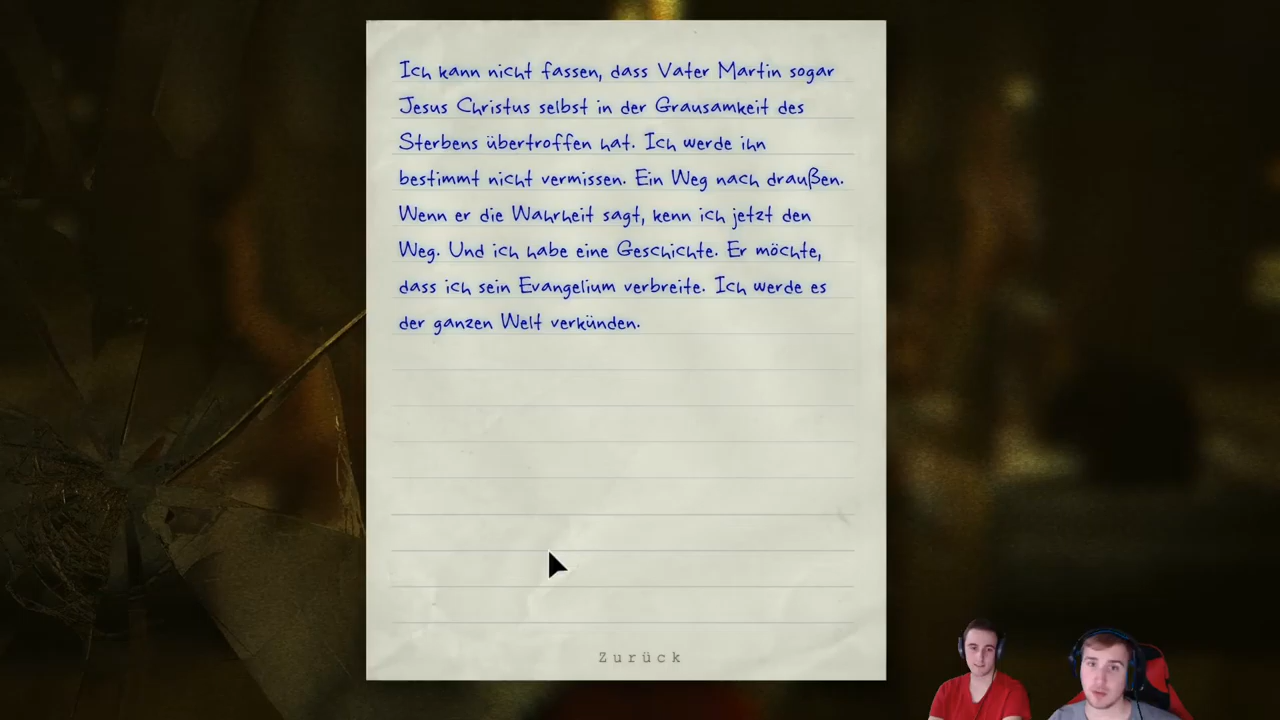 Ich kann nicht fassen, dass Vater Martin sogar
Jesus Christus selbst in der Grausamkeit des
Sterbens übertroffen hat. Ich werde ihn
bestimmt nicht vermissen. Ein Weg nach draußen.
Wenn er die Wahrheit sagt, kenn ich jetzt den
Weg. Und ich habe eine Geschichte. Er möchte,
dass ich sein Evangelium verbreite. Ich werde es
der ganzen Welt verkünden.
Zurück